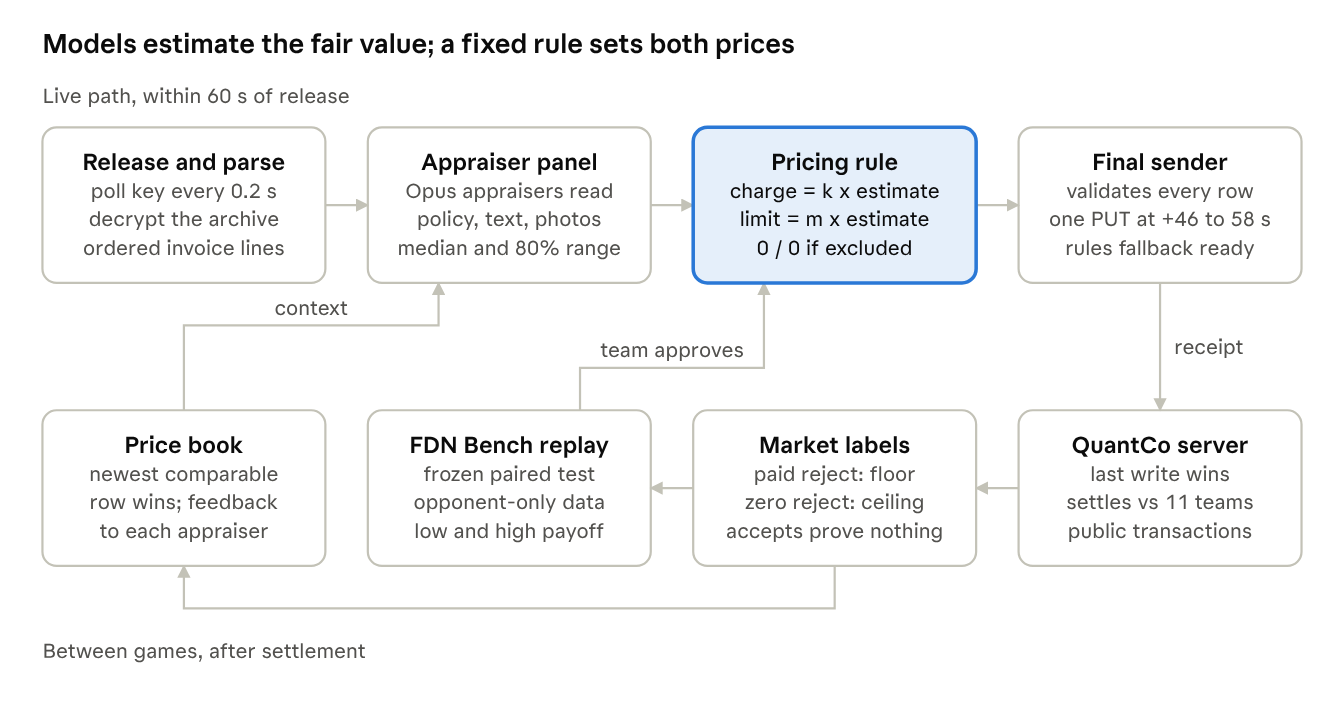 Models estimate the fair value; a fixed rule sets both prices
Live path, within 60 s of release
Release and parse
poll key every 0.2 s
decrypt the archive
ordered invoice lines
Appraiser panel
Opus appraisers read
policy, text, photos
median and 80% range
Pricing rule
charge = k x estimate
limit = m x estimate
0 / 0 if excluded
Final sender
validates every row
one PUT at +46 to 58 s
rules fallback ready
context
team approves
receipt
Price book
newest comparable
row wins; feedback
to each appraiser
FDN Bench replay
frozen paired test
opponent-only data
low and high payoff
Market labels
paid reject: floor
zero reject: ceiling
accepts prove nothing
QuantCo server
last write wins
settles vs 11 teams
public transactions
Between games, after settlement